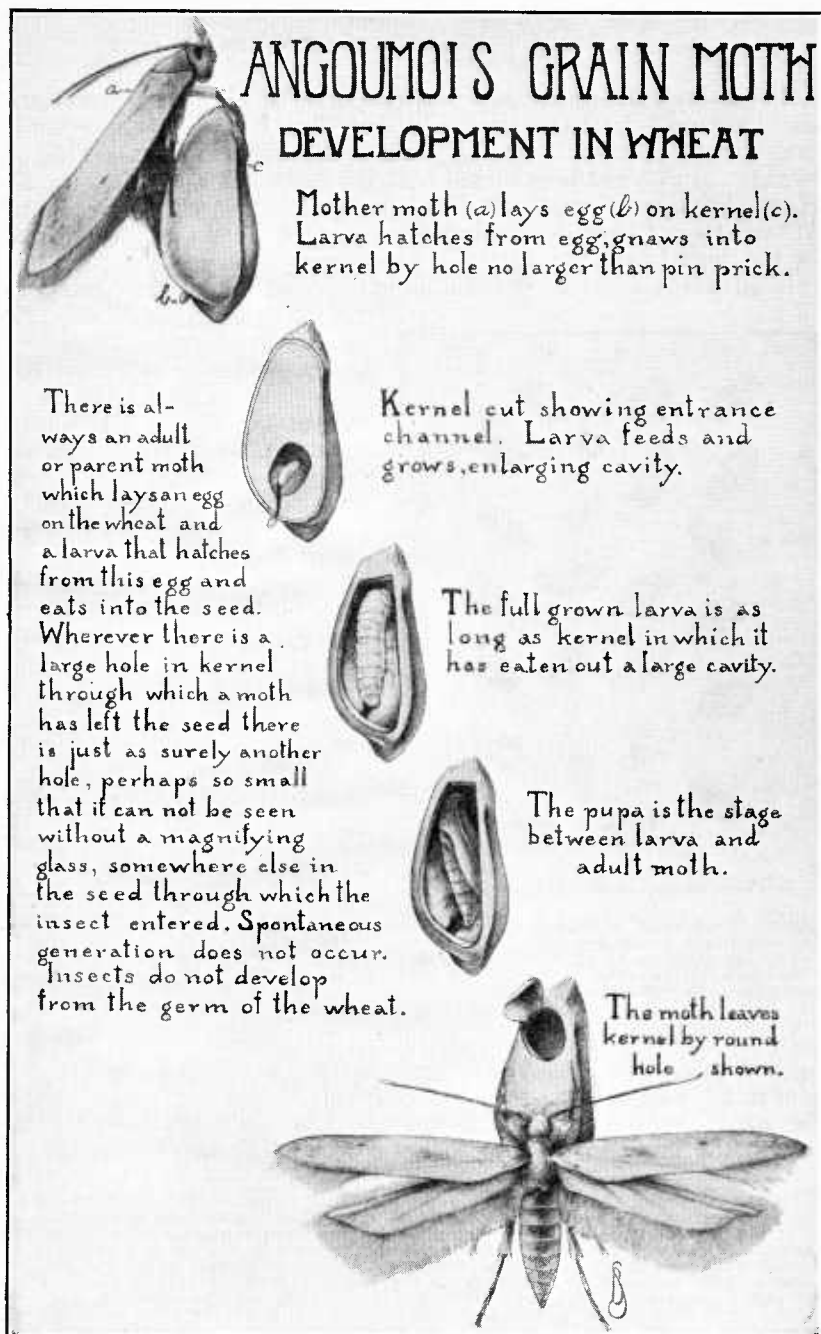 ANGOUMOIS GRAIN MOTH
DEVELOPMENT IN WHEAT
a
c
b
Mother moth (a) lays egg (b) on kernel (c).
Larva hatches from egg, gnaws into
kernel by hole no larger than pin prick.
Kernel cut showing entrance
channel. Larva feeds and
grows, enlarging cavity.
There is al-
ways an adult
or parent moth
which lays an egg
on the wheat and
a larva that hatches
from this egg and
eats into the seed.
Wherever there is a
large hole in kernel
through which a moth
has left the seed there
is just as surely another
hole, perhaps so small
that it can not be seen
without a magnifying
glass, somewhere else in
the seed through which the
insect entered. Spontaneous
generation does not occur.
Insects do not develop
from the germ of the wheat.
The full grown larva is as
long as kernel in which it
has eaten out a large cavity.
The pupa is the stage
between larva and
adult moth.
The moth leaves
kernel by round
hole shown.